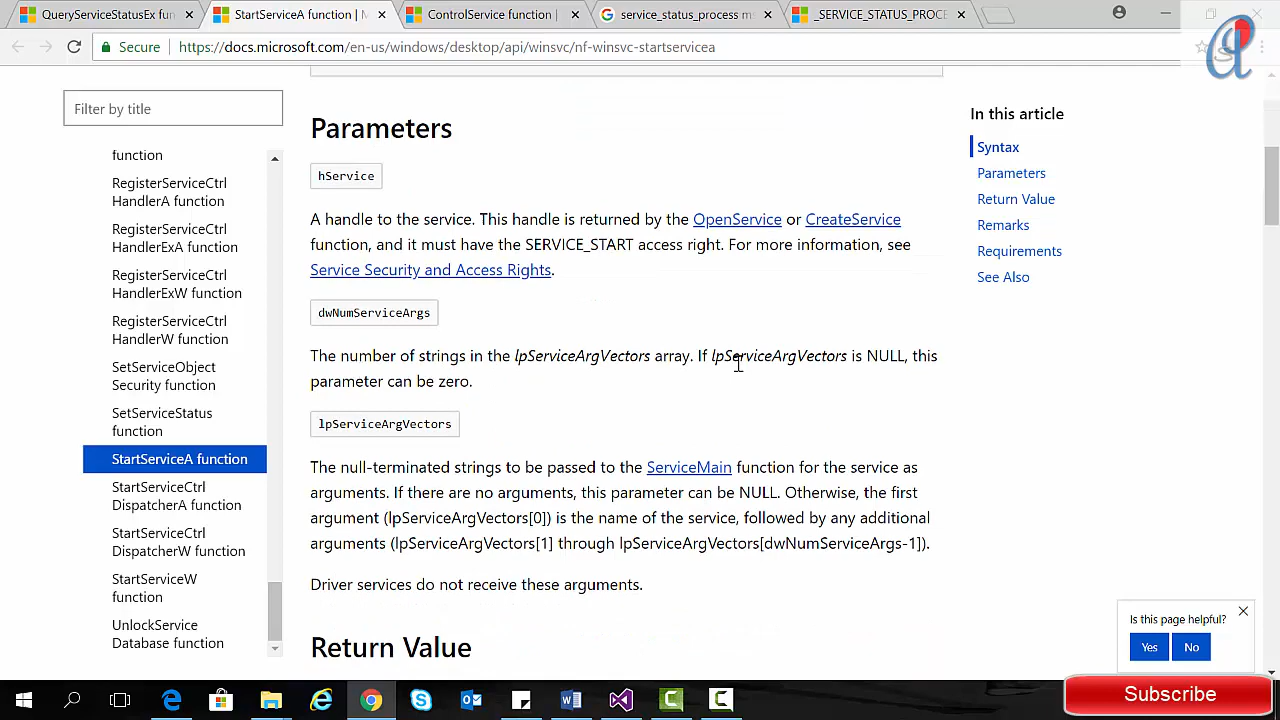 QueryServiceStatusEx fun
StartServiceA function | M
ControlService function |
service_status_process ms
_SERVICE_STATUS_PROCE
Secure
https://docs.microsoft.com/en-us/windows/desktop/api/winsvc/nf-winsvc-startservicea
Filter by title
function
RegisterServiceCtrl
HandlerA function
RegisterServiceCtrl
HandlerExA function
RegisterServiceCtrl
HandlerExW function
RegisterServiceCtrl
HandlerW function
SetServiceObject
Security function
SetServiceStatus
function
StartServiceA function
StartServiceCtrl
DispatcherA function
StartServiceCtrl
DispatcherW function
StartServiceW
function
UnlockService
Database function
Parameters
hService
A handle to the service. This handle is returned by the OpenService or CreateService
function, and it must have the SERVICE_START access right. For more information, see
Service Security and Access Rights.
dwNumServiceArgs
The number of strings in the lpServiceArgVectors array. If lpServiceArgVectors is NULL, this
parameter can be zero.
lpServiceArgVectors
The null-terminated strings to be passed to the ServiceMain function for the service as
arguments. If there are no arguments, this parameter can be NULL. Otherwise, the first
argument (lpServiceArgVectors[0]) is the name of the service, followed by any additional
arguments (lpServiceArgVectors[1] through lpServiceArgVectors[dwNumServiceArgs-1]).
Driver services do not receive these arguments.
Return Value
In this article
Syntax
Parameters
Return Value
Remarks
Requirements
See Also
Is this page helpful?
Yes
No
Subscribe